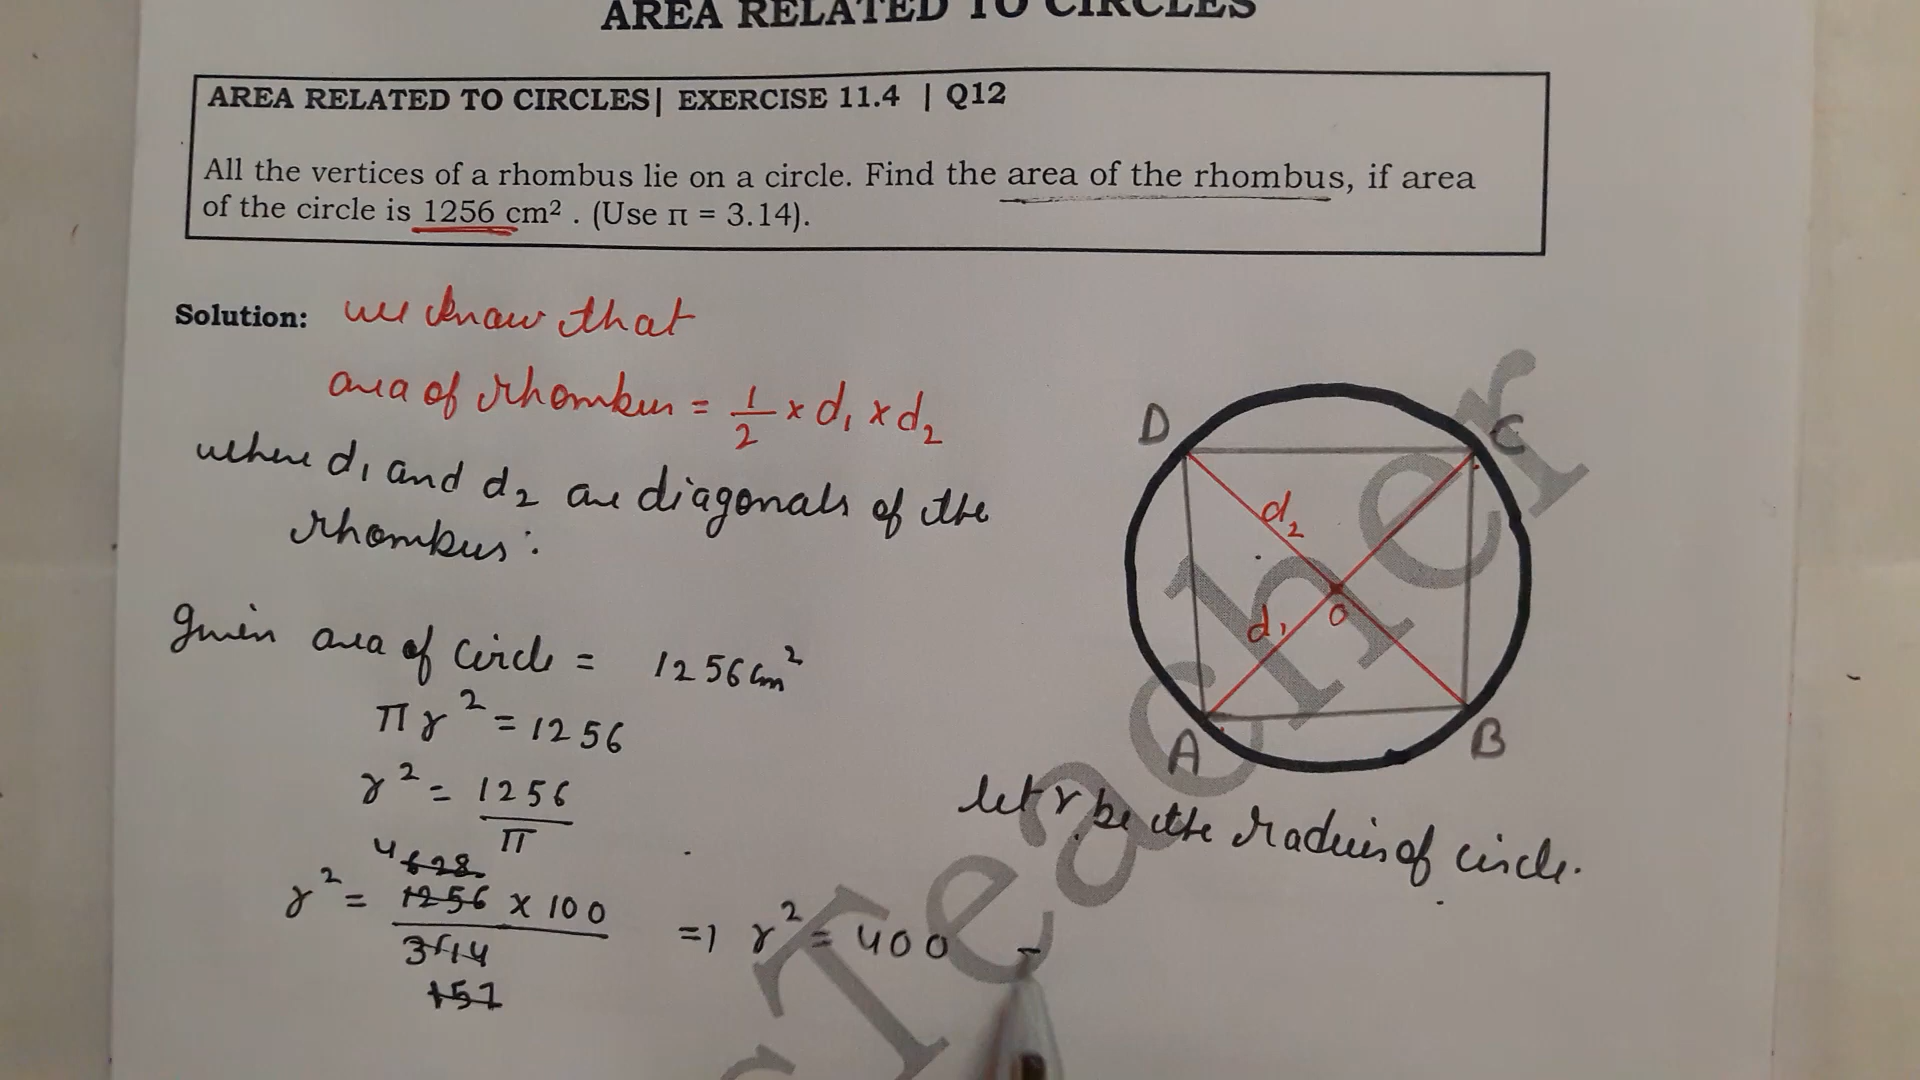 AREA RELATED TO CIRCLES
AREA RELATED TO CIRCLES| EXERCISE 11.4 | Q12
All the vertices of a rhombus lie on a circle. Find the area of the rhombus, if area
of the circle is 1256 cm² . (Use π = 3.14).
Solution: we know that
area of rhombus = 1/2 × d₁ × d₂
where d₁ and d₂ are diagonals of the
rhombus.
Given area of circle = 1256 cm²
πr² = 1256
r² = 1256/π
4 628
r² = 1256 × 100 / 314 => r² = 400
157
D C
d₂
d₁ O
A B
let r be the radius of circle.
Teacher